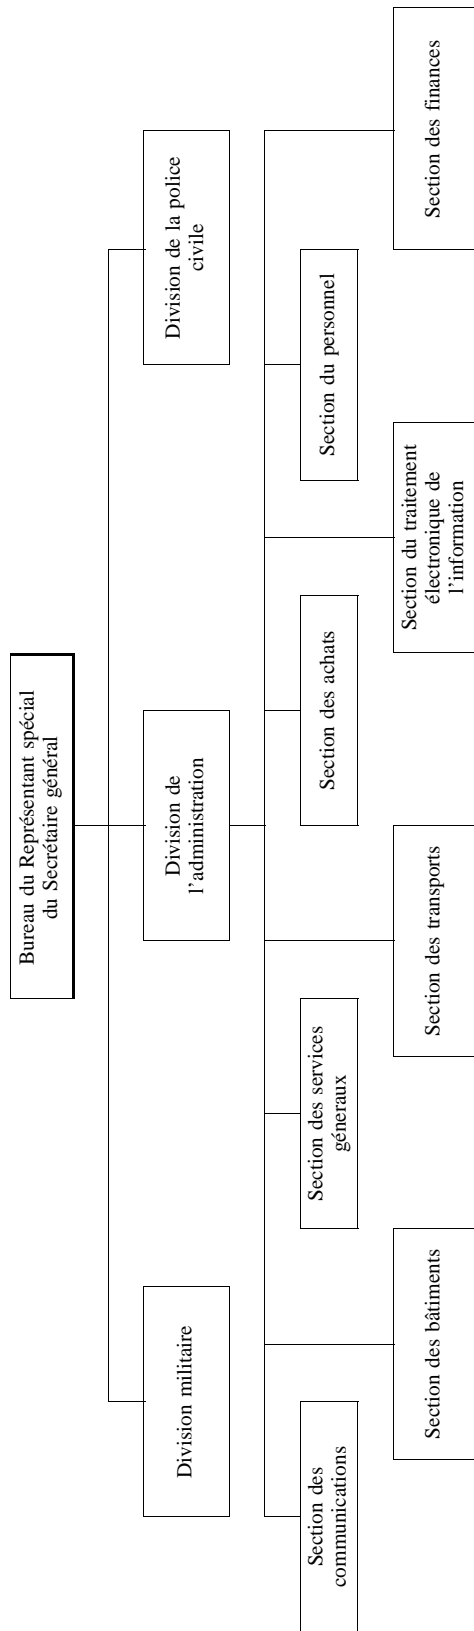 Bureau du Représentant spécial
du Secrétaire général
Division militaire
Division de
l'administration
Division de la police
civile
Section des
communications
Section des services
géneraux
Section des achats
Section du personnel
Section des bâtiments
Section des transports
Section du traitement
électronique de
l'information
Section des finances